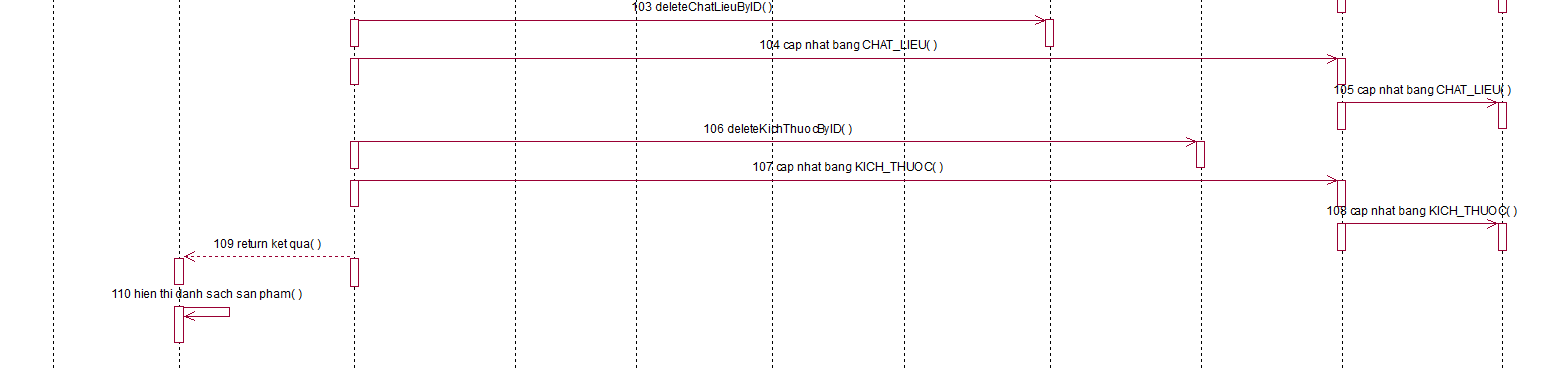 103 deleteChatLieuByID( )
104 cap nhat bang CHAT_LIEU( )
105 cap nhat bang CHAT_LIEU( )
106 deleteKichThuocByID( )
107 cap nhat bang KICH_THUOC( )
108 cap nhat bang KICH_THUOC( )
109 return ket qua( )
110 hien thi danh sach san pham( )